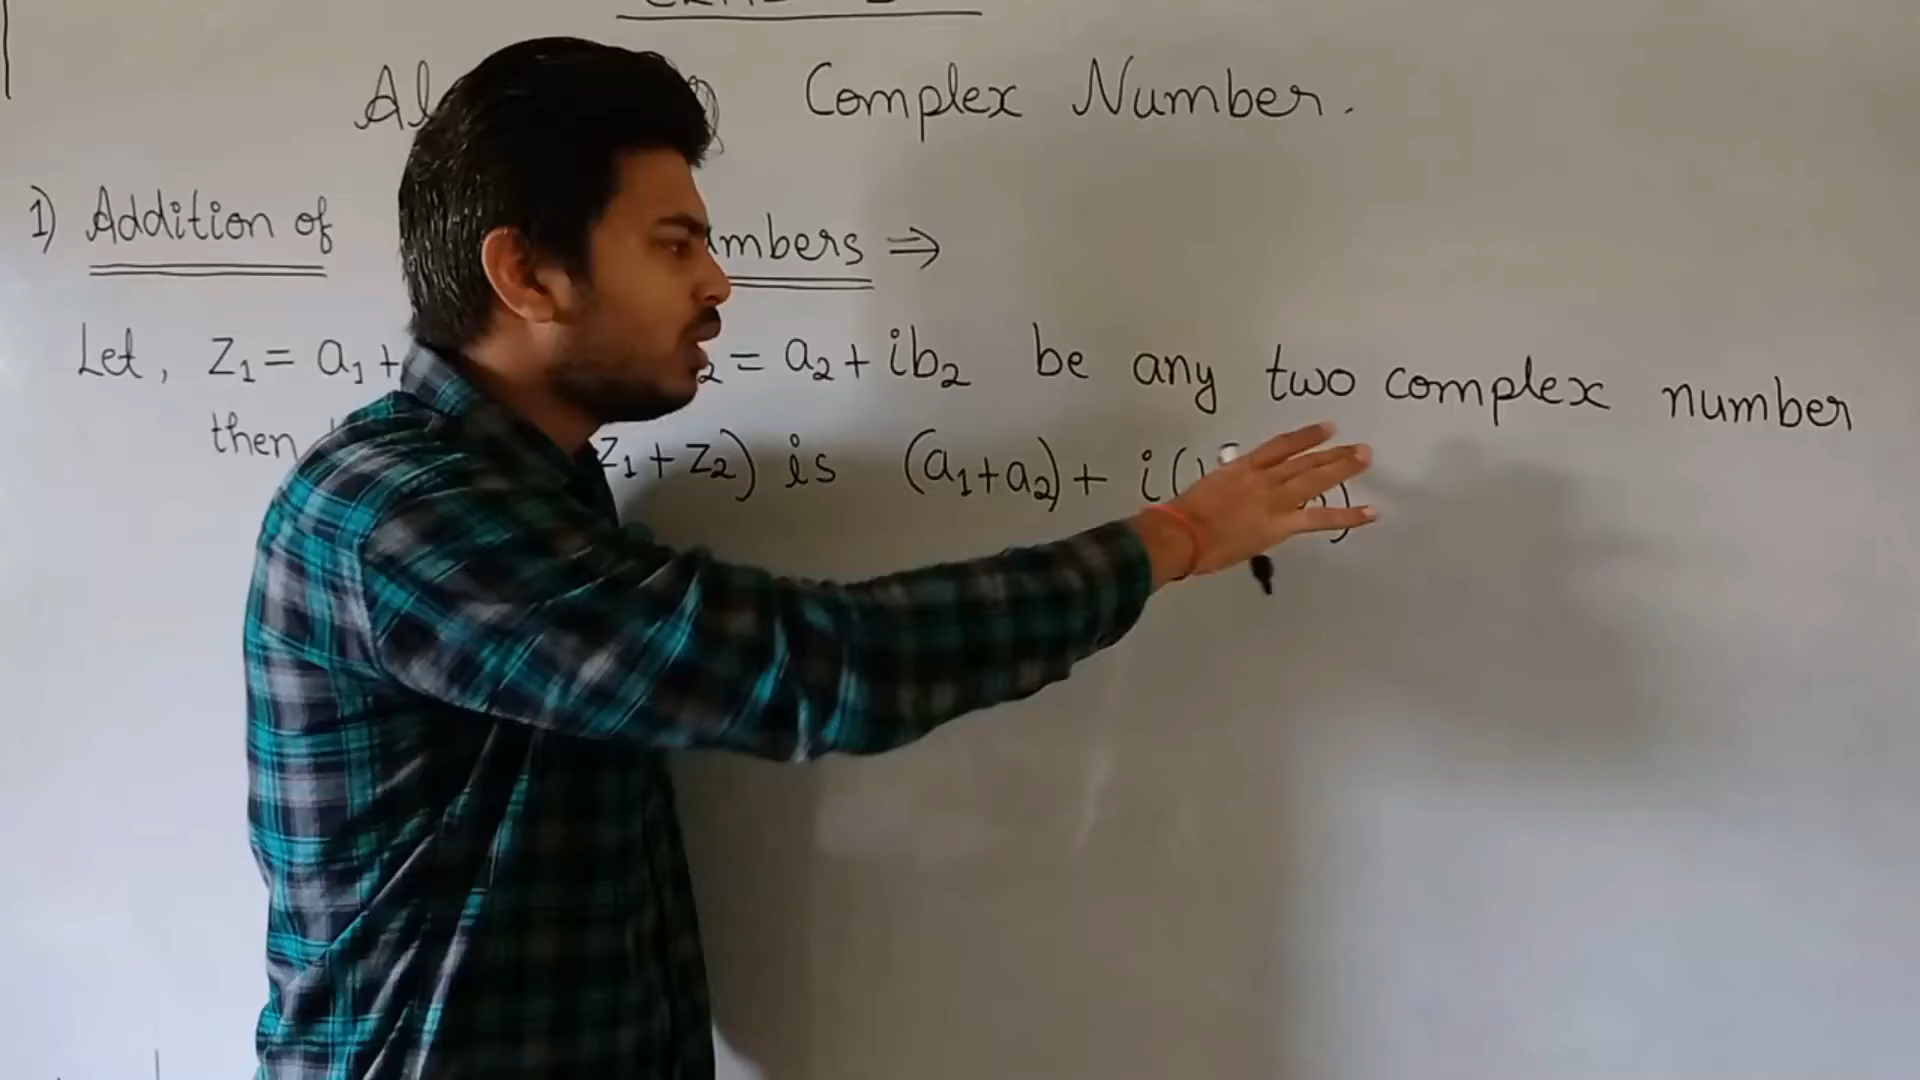 Complex Number.
1) Addition of mbers ⇒
Let, z₁ = a₁ + ₂ = a₂ + ib₂ be any two complex number
then z₁ + z₂) is (a₁+a₂) + i(